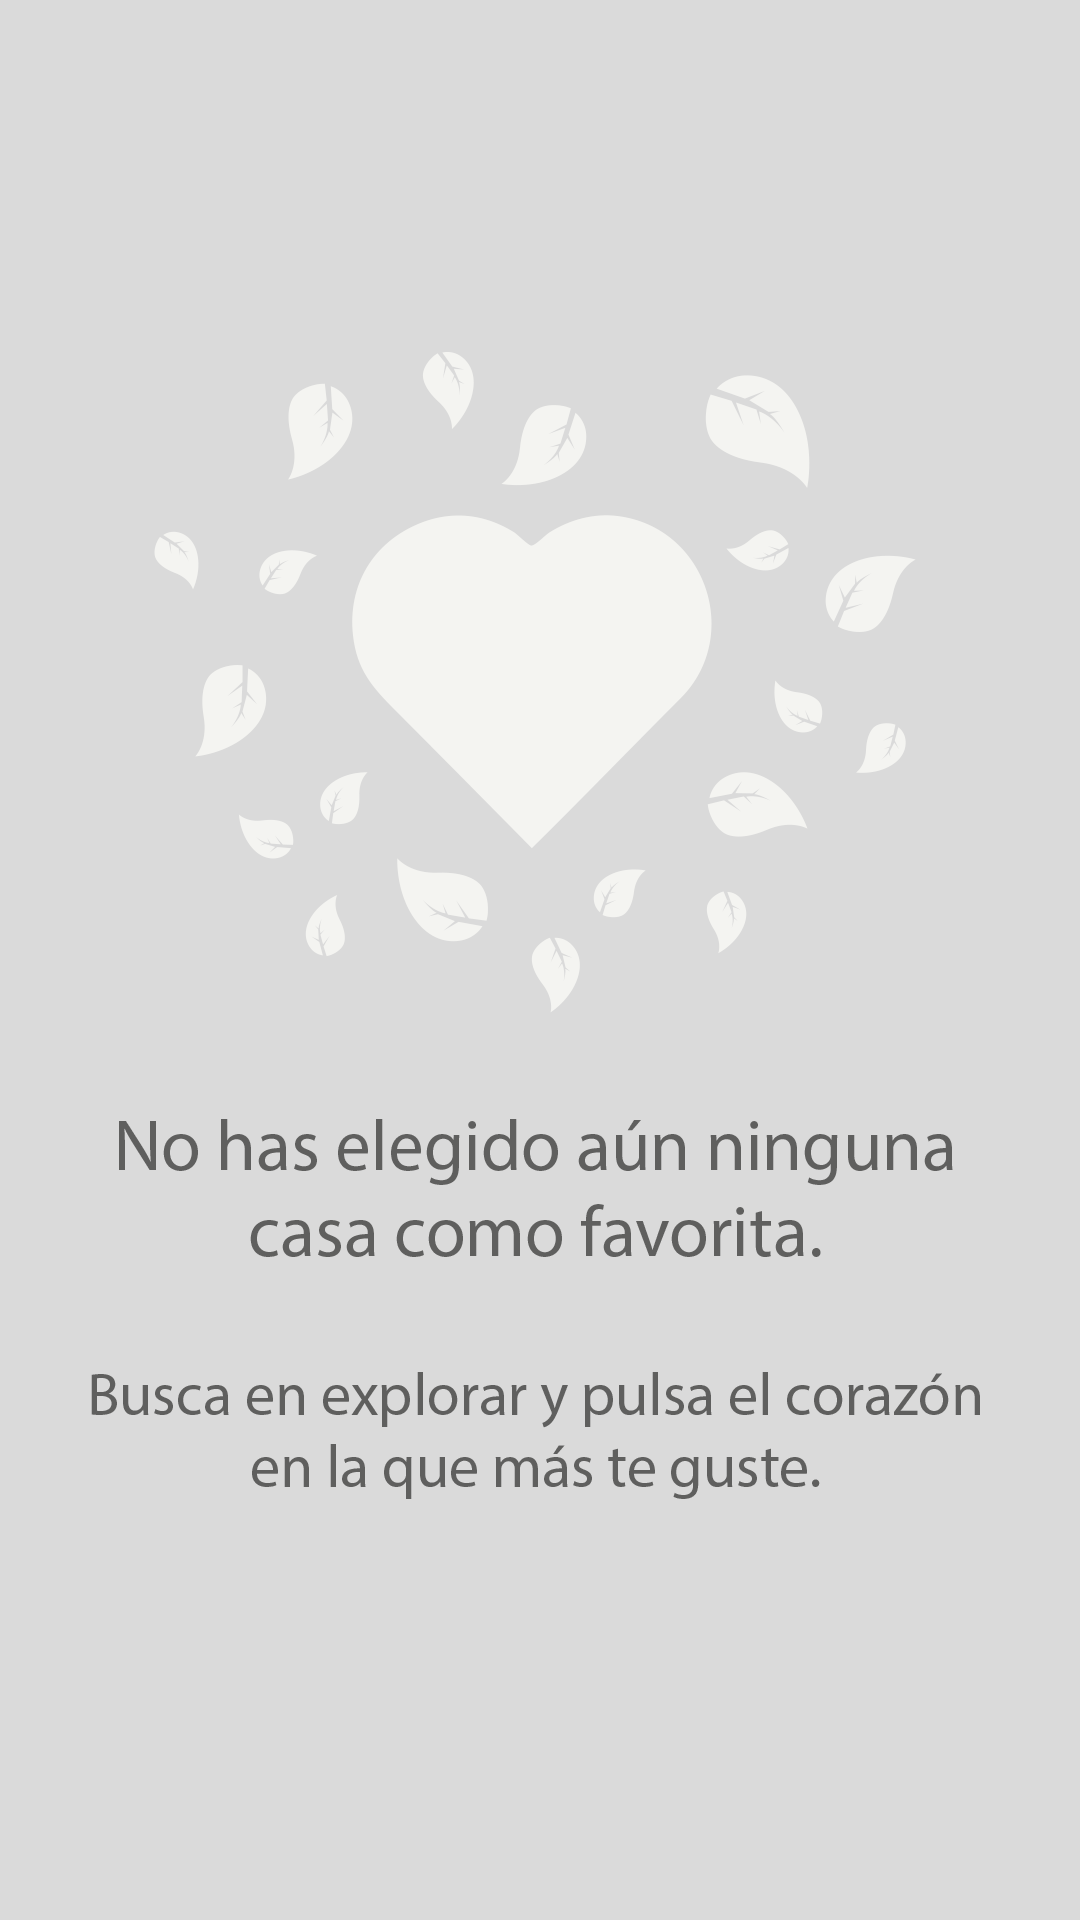 No has elegido aún ninguna
casa como favorita.
Busca en explorar y pulsa el corazón
en la que más te guste.